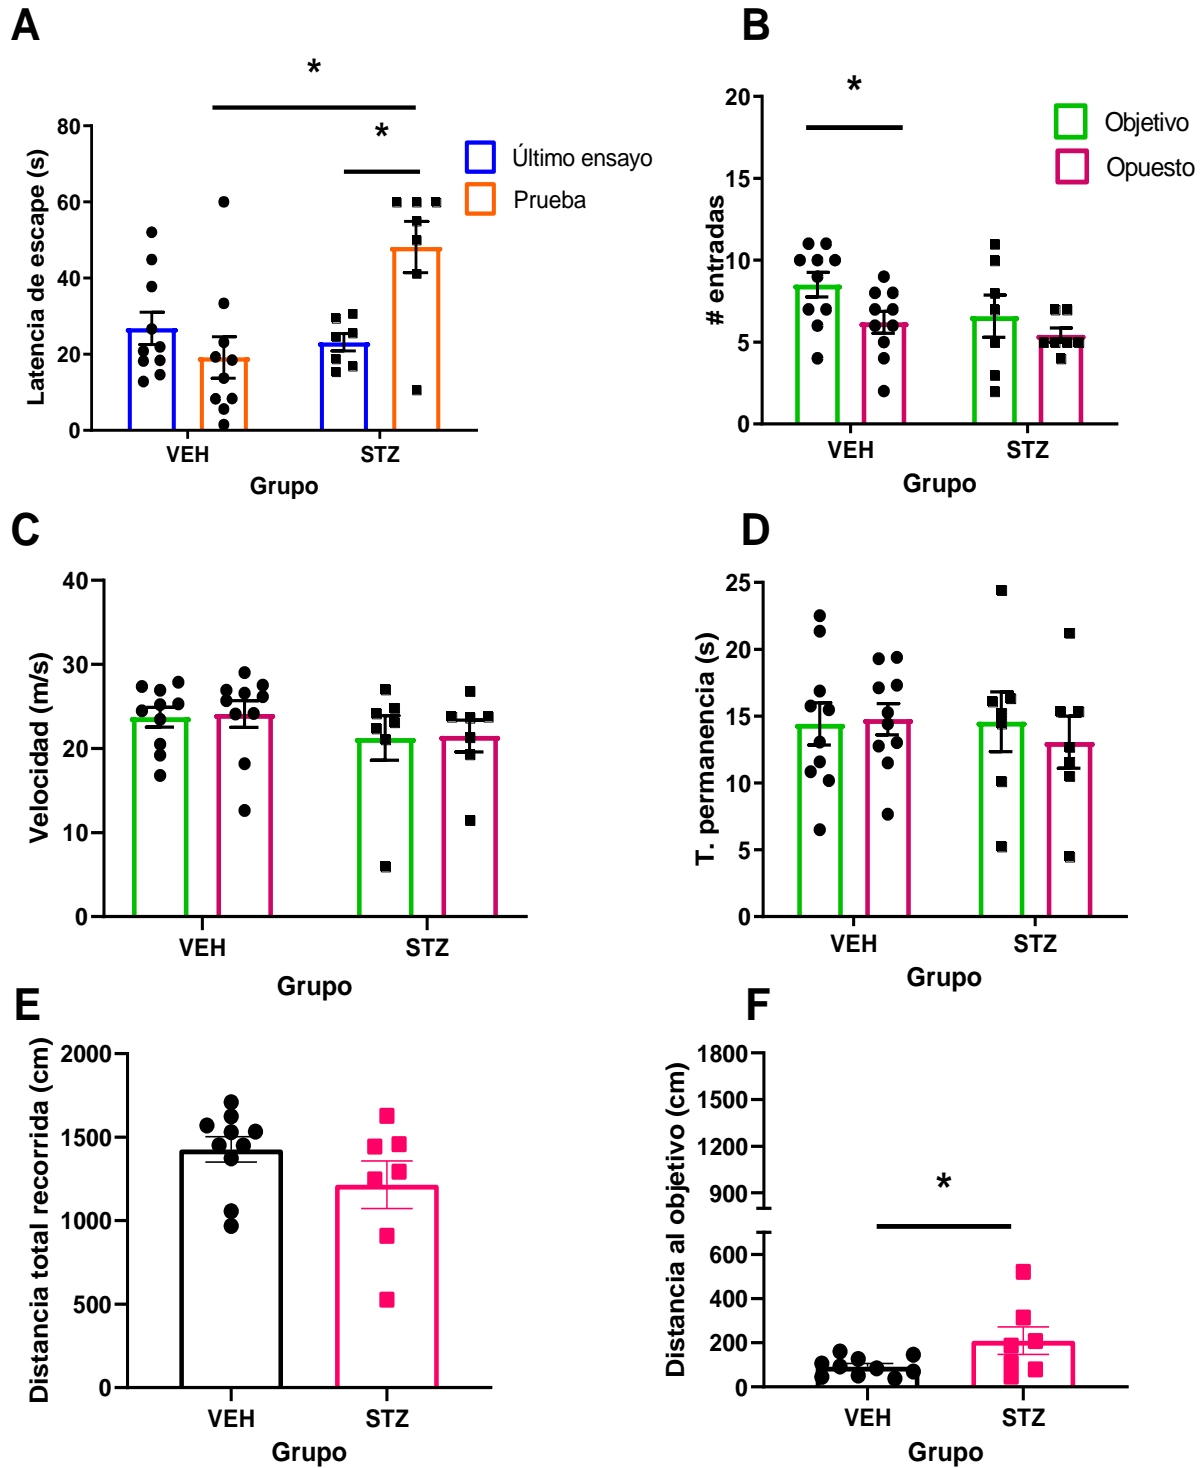 A
*
*
80
60
40
20
0
Latencia de escape (s)
VEH
STZ
Grupo
Último ensayo
Prueba
B
*
20
15
10
5
0
# entradas
VEH
STZ
Grupo
Objetivo
Opuesto
C
40
30
20
10
0
Velocidad (m/s)
VEH
STZ
Grupo
D
25
20
15
10
5
0
T. permanencia (s)
VEH
STZ
Grupo
E
2000
1500
1000
500
0
Distancia total recorrida (cm)
VEH
STZ
Grupo
F
*
1800
1500
1200
900
600
400
200
0
Distancia al objetivo (cm)
VEH
STZ
Grupo